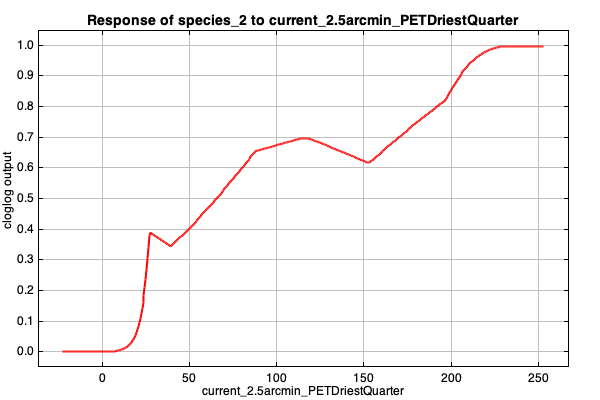 Response of species_2 to current_2.5arcmin_PETDriestQuarter
1.0
0.9
0.8
0.7
0.6
0.5
0.4
0.3
0.2
0.1
0.0
cloglog output
0 50 100 150 200 250
current_2.5arcmin_PETDriestQuarter